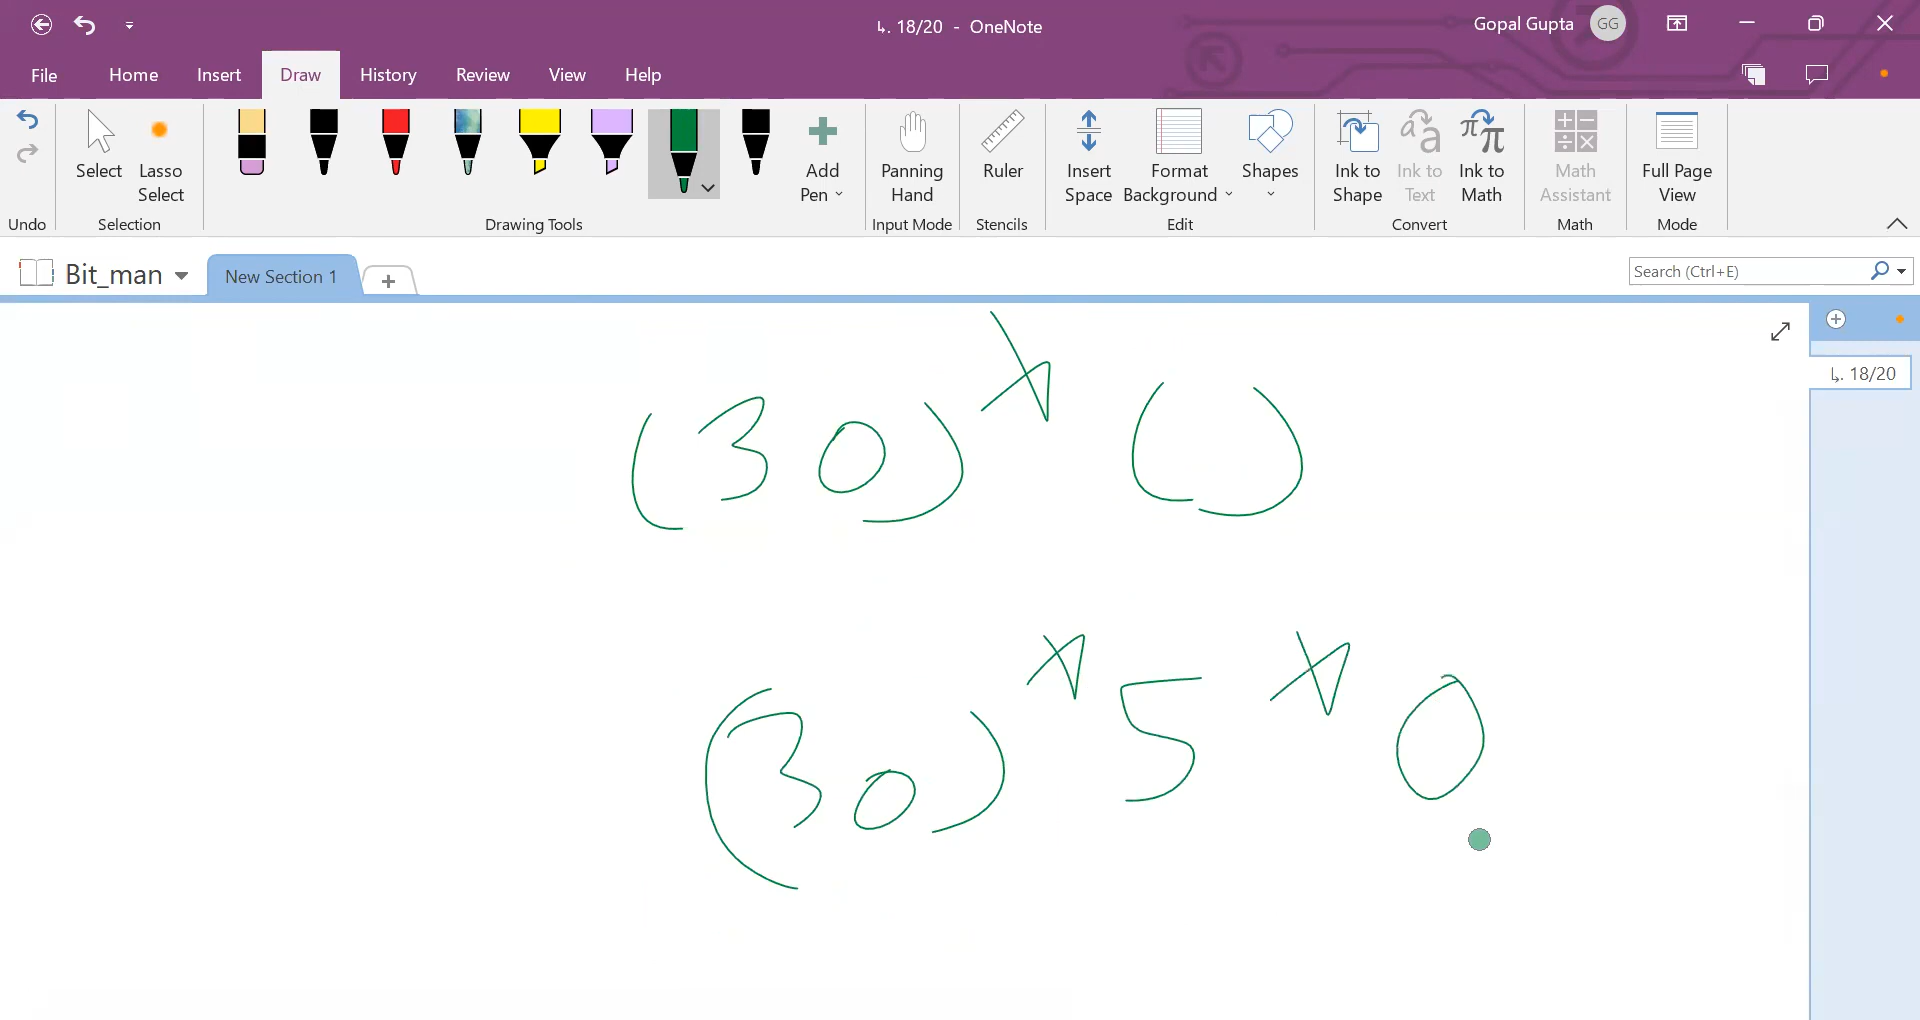 ↳. 18/20 - OneNote
Gopal Gupta GG
File Home Insert Draw History Review View Help
Select Lasso Select Add Pen Panning Hand Ruler Insert Space Format Background Shapes Ink to Shape Ink to Text Ink to Math Math Assistant Full Page View
Undo Selection Drawing Tools Input Mode Stencils Edit Convert Math Mode
Bit_man New Section 1 + Search (Ctrl+E)
↳. 18/20
(30) * ( )
(30) * 5 * 0